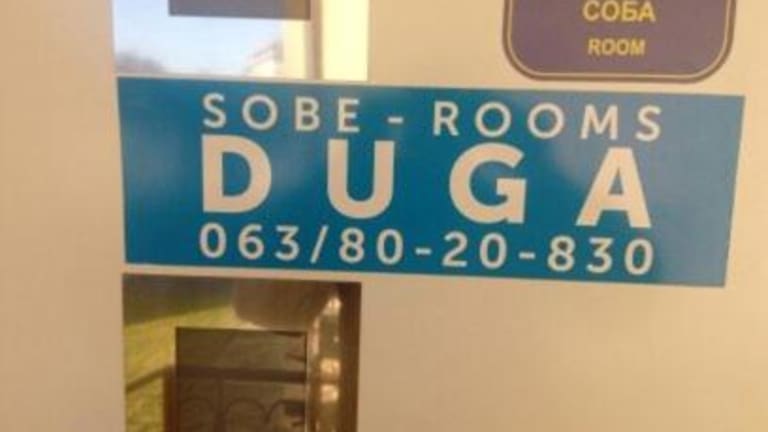 СОБА
ROOM
SOBE - ROOMS
DUGA
063/80-20-830